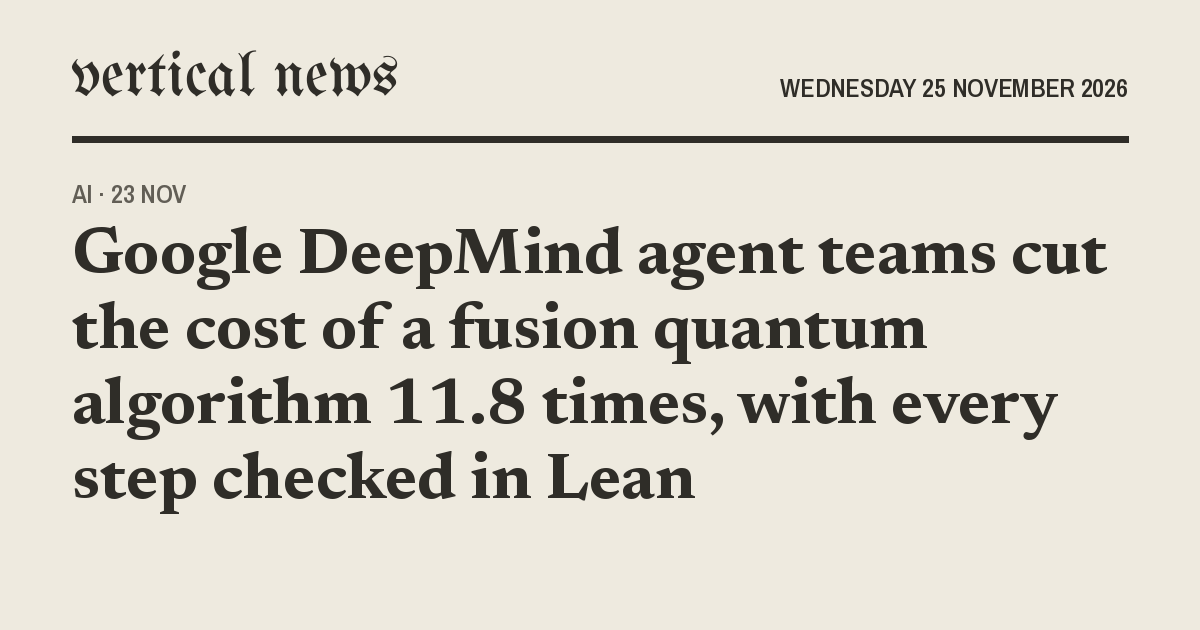 vertical news
WEDNESDAY 25 NOVEMBER 2026
AI · 23 NOV
Google DeepMind agent teams cut
the cost of a fusion quantum
algorithm 11.8 times, with every
step checked in Lean